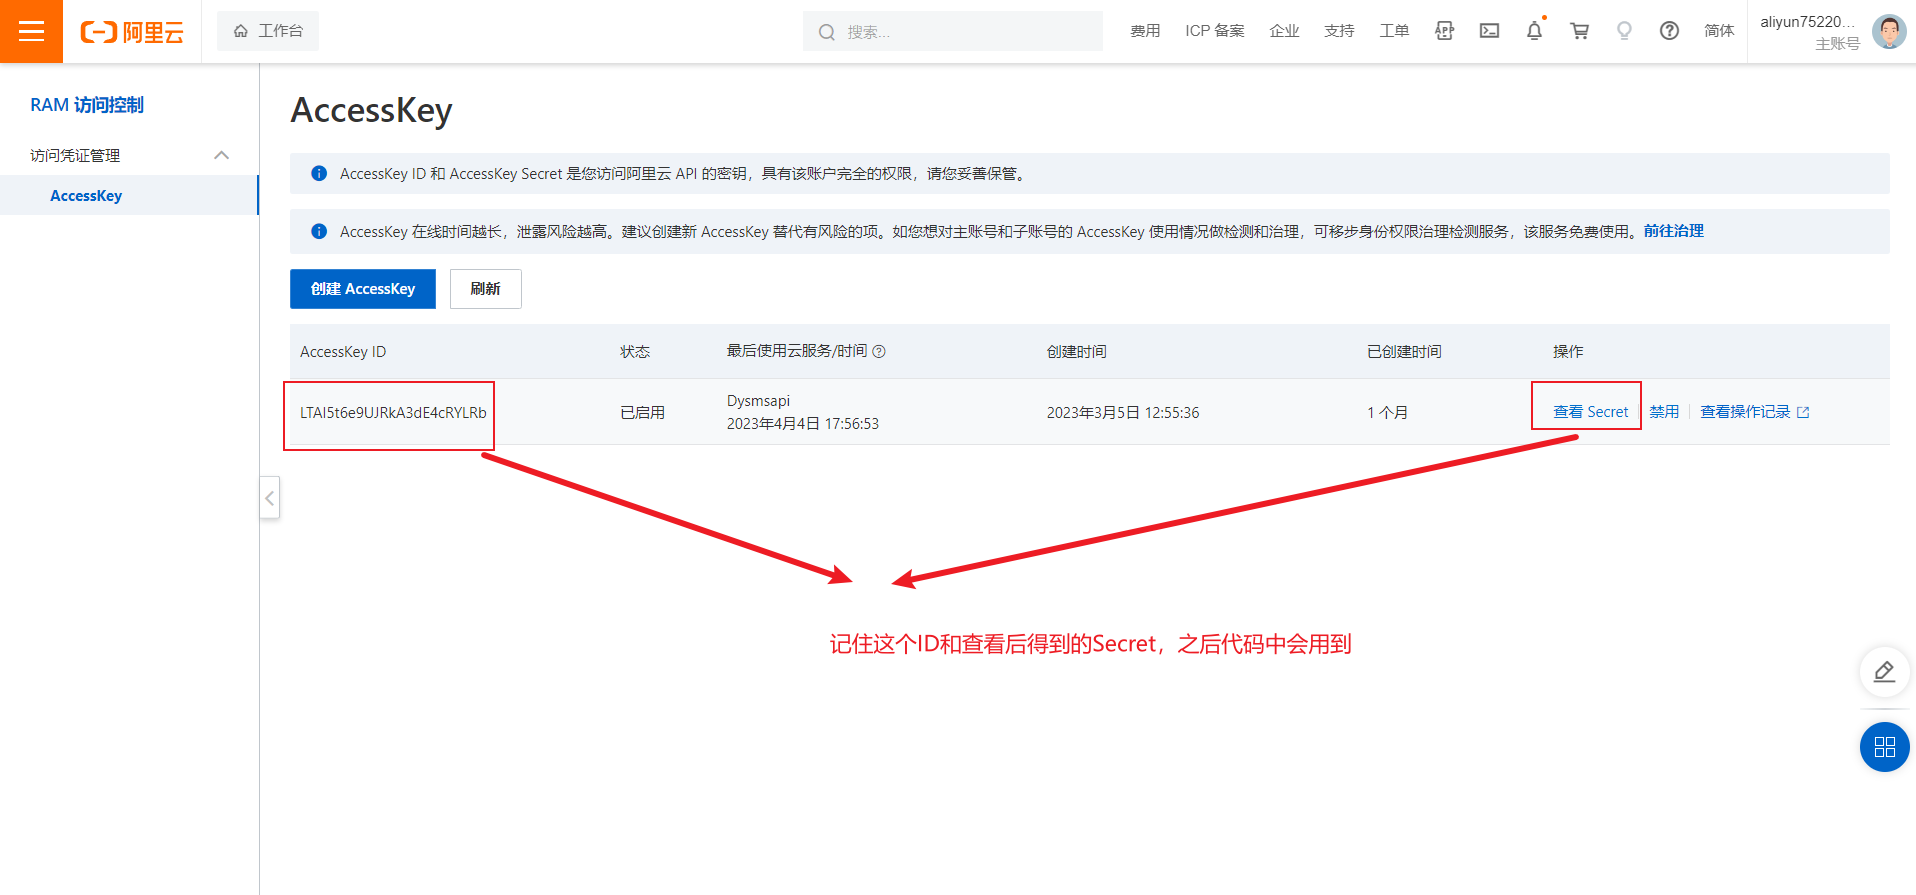 阿里云
工作台
搜索...
费用
ICP 备案
企业
支持
工单
APP
简体
aliyun75220...
主账号
RAM 访问控制
访问凭证管理
AccessKey
AccessKey
AccessKey ID 和 AccessKey Secret 是您访问阿里云 API 的密钥，具有该账户完全的权限，请您妥善保管。
AccessKey 在线时间越长，泄露风险越高。建议创建新 AccessKey 替代有风险的项。如您想对主账号和子账号的 AccessKey 使用情况做检测和治理，可移步身份权限治理检测服务，该服务免费使用。前往治理
创建 AccessKey
刷新
AccessKey ID
状态
最后使用云服务/时间
创建时间
已创建时间
操作
LTAI5t6e9UJRkA3dE4cRYLRb
已启用
Dysmsapi
2023年4月4日 17:56:53
2023年3月5日 12:55:36
1 个月
查看 Secret
禁用
查看操作记录
记住这个ID和查看后得到的Secret，之后代码中会用到